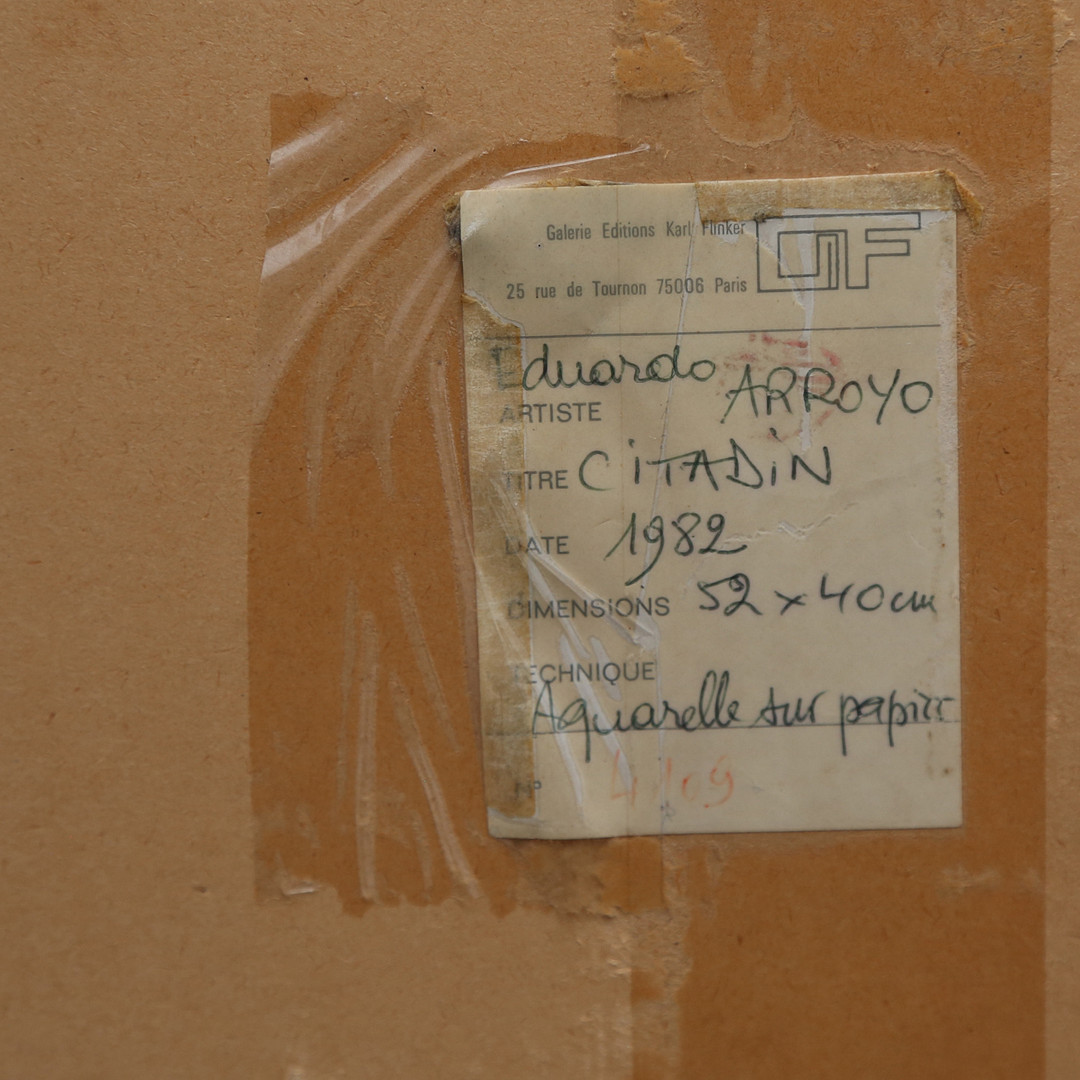 Galerie Editions Karl Flinker
25 rue de Tournon 75006 Paris
Eduardo ARROYO
ARTISTE
TITRE CiTADiN
DATE 1982
DIMENSIONS 52 x 40 cm
TECHNIQUE
Aquarelle sur papier
Nº